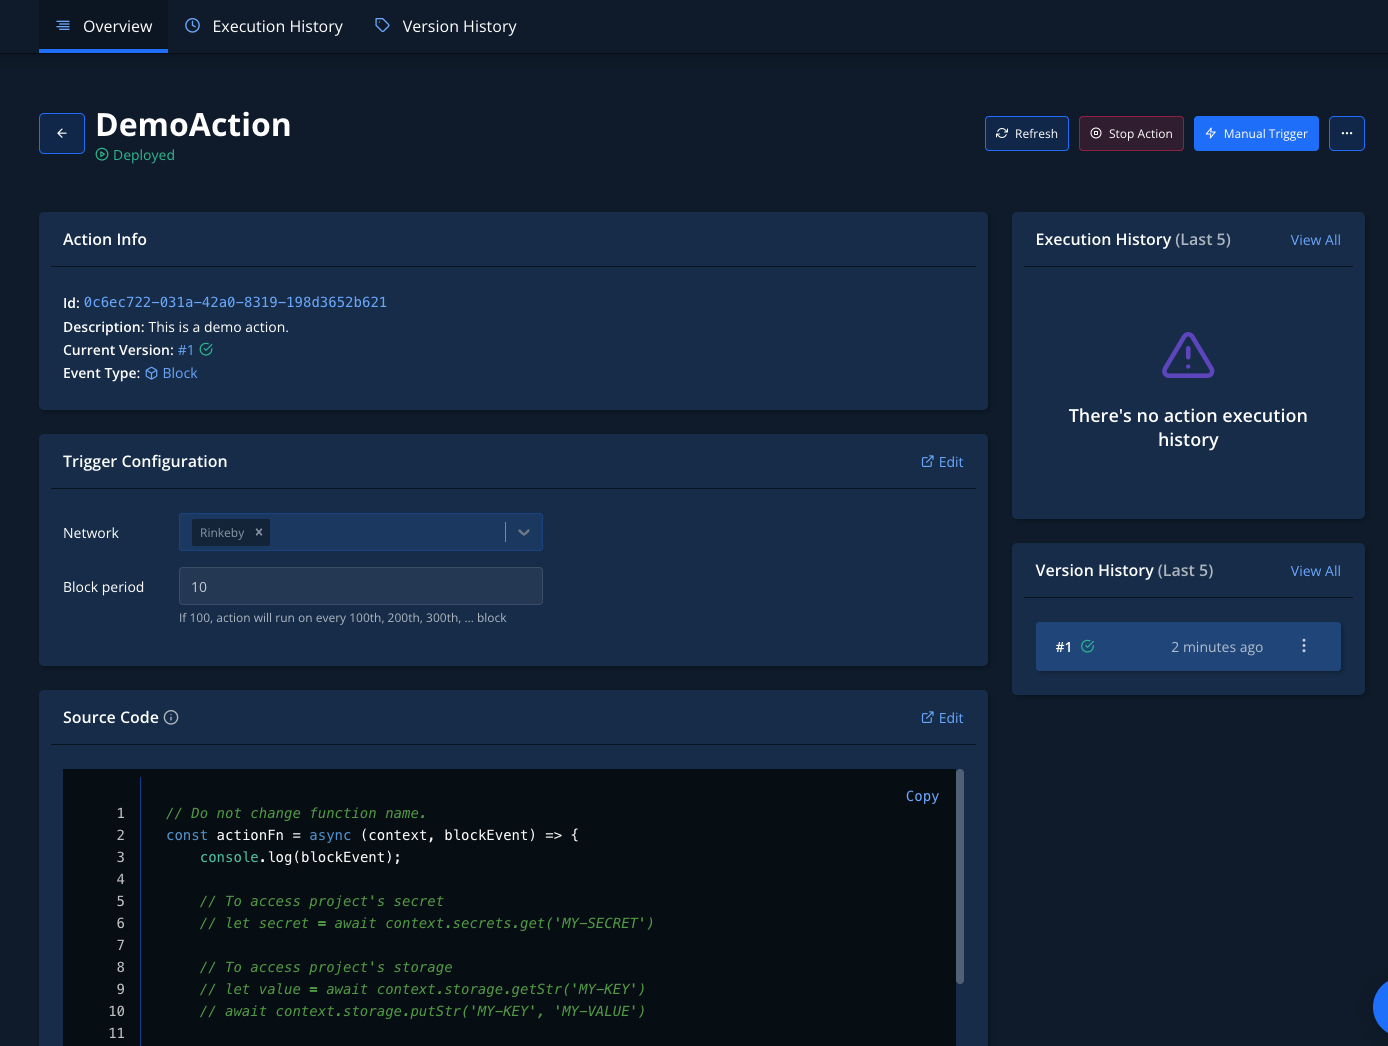 Overview
Execution History
Version History
DemoAction
Deployed
Refresh
Stop Action
Manual Trigger
Action Info
Id: 0c6ec722-031a-42a0-8319-198d3652b621
Description: This is a demo action.
Current Version: #1
Event Type: Block
Trigger Configuration
Edit
Network
Rinkeby ×
Block period
10
If 100, action will run on every 100th, 200th, 300th, ... block
Source Code
Edit
Copy
1 // Do not change function name.
2 const actionFn = async (context, blockEvent) => {
3 console.log(blockEvent);
4
5 // To access project's secret
6 // let secret = await context.secrets.get('MY-SECRET')
7
8 // To access project's storage
9 // let value = await context.storage.getStr('MY-KEY')
10 // await context.storage.putStr('MY-KEY', 'MY-VALUE')
11
Execution History (Last 5)
View All
There's no action execution
history
Version History (Last 5)
View All
#1
2 minutes ago